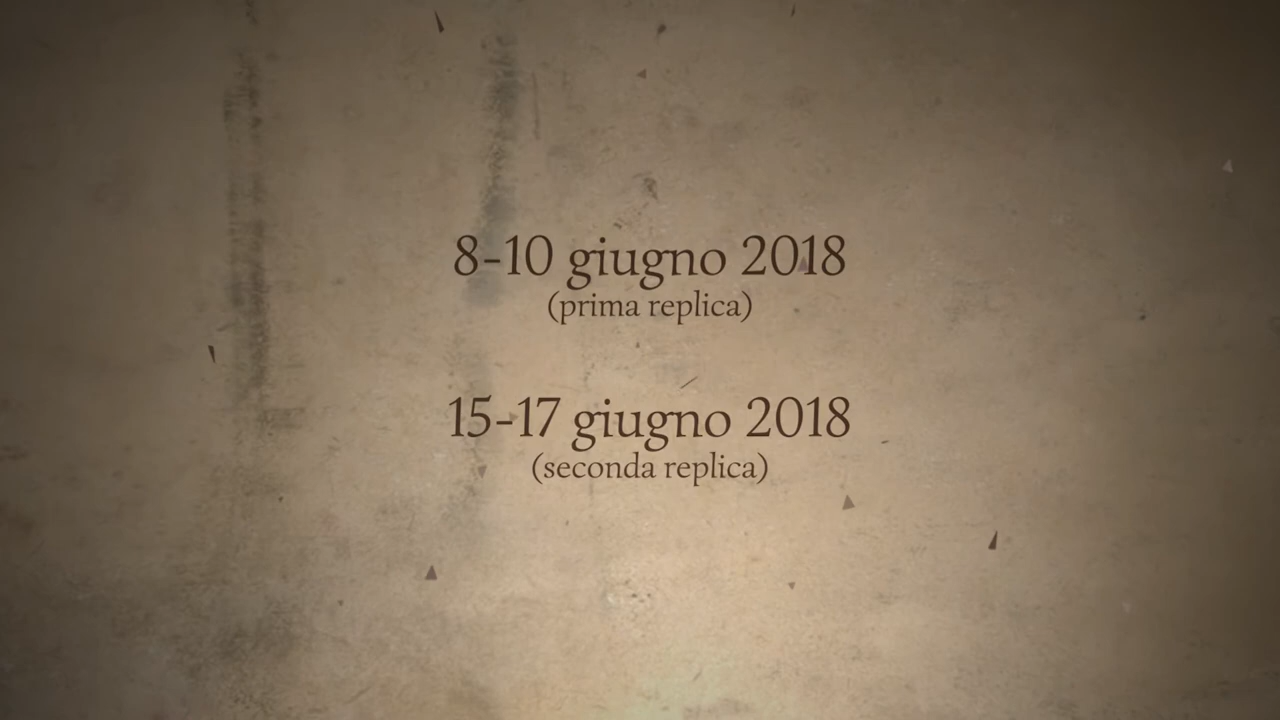 8-10 giugno 2018
(prima replica)
15-17 giugno 2018
(seconda replica)